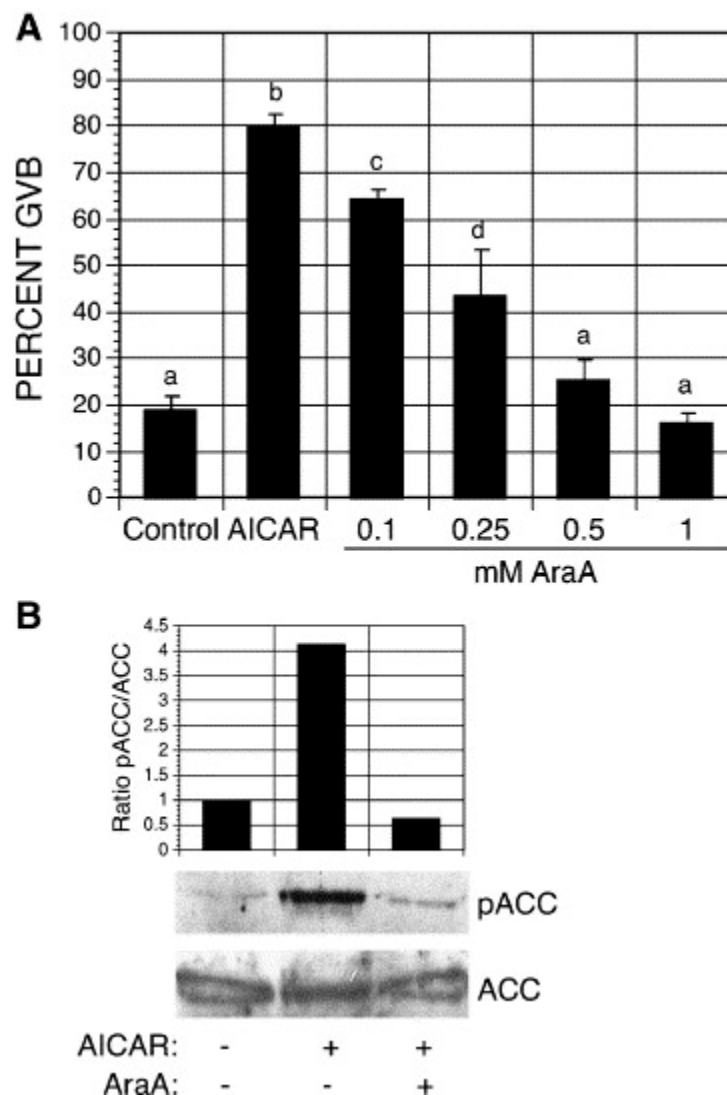 A
100
90
80
70
60
50
40
30
20
10
0
PERCENT GVB
a
b
c
d
a
a
Control AICAR 0.1 0.25 0.5 1
mM AraA
B
4.5
4
3.5
3
2.5
2
1.5
1
0.5
0
Ratio pACC/ACC
pACC
ACC
AICAR: - + +
AraA: - - +